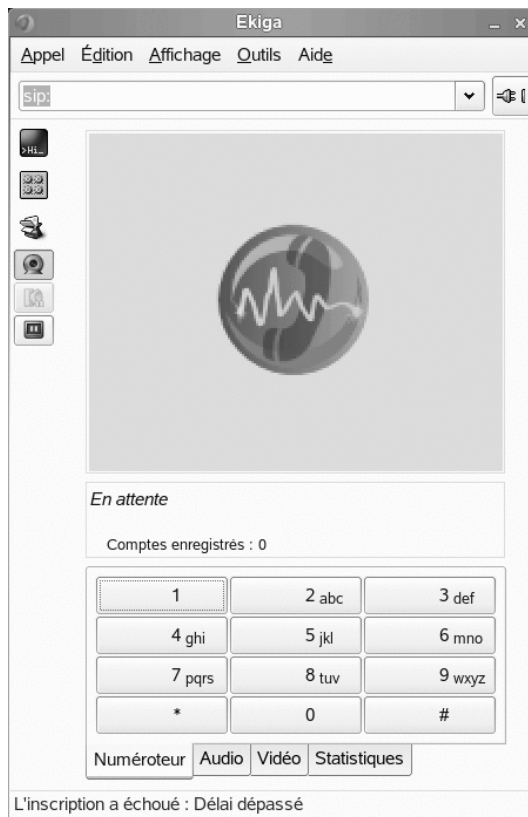 Ekiga
Appel Édition Affichage Outils Aide
sip:
>Hi_
En attente
Comptes enregistrés : 0
1 2 abc 3 def
4 ghi 5 jkl 6 mno
7 pqrs 8 tuv 9 wxyz
* 0 #
Numéroteur Audio Vidéo Statistiques
L'inscription a échoué : Délai dépassé